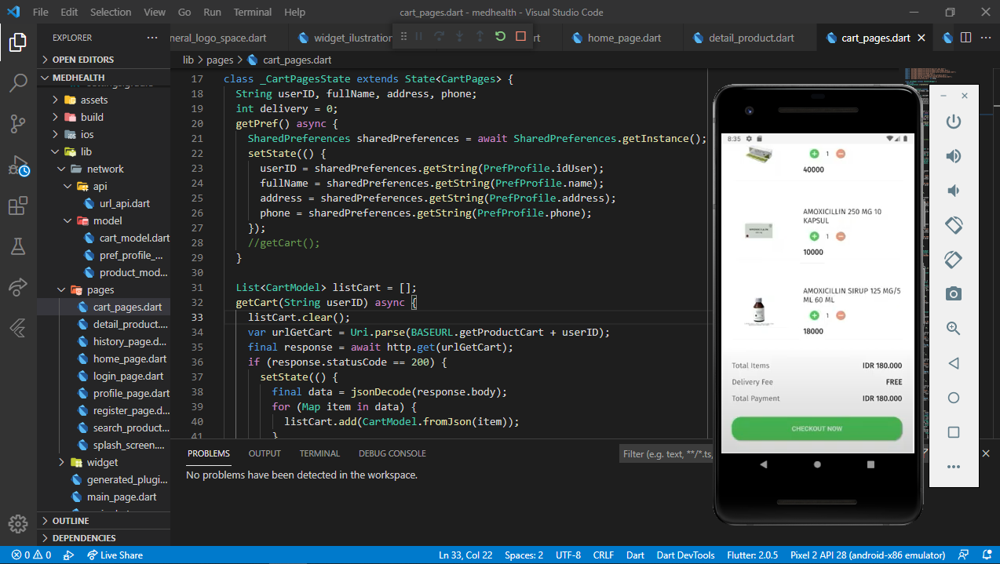 File Edit Selection View Go Run Terminal Help cart_pages.dart - medhealth - Visual Studio Code
EXPLORER
OPEN EDITORS
MEDHEALTH
assets
build
ios
lib
network
api
url_api.dart
model
cart_model.dart
pref_profile_...
product_mod...
pages
cart_pages.dart
detail_product....
history_page.d...
home_page.dart
login_page.dart
profile_page.dart
register_page.d...
search_product...
splash_screen....
widget
generated_plugi...
main_page.dart
OUTLINE
DEPENDENCIES
neral_logo_space.dart widget_ilustration rt home_page.dart detail_product.dart cart_pages.dart
lib > pages > cart_pages.dart
17 class _CartPagesState extends State<CartPages> {
18 String userID, fullName, address, phone;
19 int delivery = 0;
20 getPref() async {
21 SharedPreferences sharedPreferences = await SharedPreferences.getInstance();
22 setState(() {
23 userID = sharedPreferences.getString(PrefProfile.idUser);
24 fullName = sharedPreferences.getString(PrefProfile.name);
25 address = sharedPreferences.getString(PrefProfile.address);
26 phone = sharedPreferences.getString(PrefProfile.phone);
27 });
28 //getCart();
29 }
30
31 List<CartModel> listCart = [];
32 getCart(String userID) async {
33 listCart.clear();
34 var urlGetCart = Uri.parse(BASEURL.getProductCart + userID);
35 final response = await http.get(urlGetCart);
36 if (response.statusCode == 200) {
37 setState(() {
38 final data = jsonDecode(response.body);
39 for (Map item in data) {
40 listCart.add(CartModel.fromJson(item));
41 }
PROBLEMS OUTPUT TERMINAL DEBUG CONSOLE Filter (e.g. text, **/*.ts,
No problems have been detected in the workspace.
8:35
1
40000
AMOXICILLIN 250 MG 10
KAPSUL
1
10000
AMOXICILLIN SIRUP 125 MG/5
ML 60 ML
1
18000
Total Items IDR 180.000
Delivery Fee FREE
Total Payment IDR 180.000
CHECKOUT NOW
0 0 Live Share Ln 33, Col 22 Spaces: 2 UTF-8 CRLF Dart Dart DevTools Flutter: 2.0.5 Pixel 2 API 28 (android-x86 emulator)